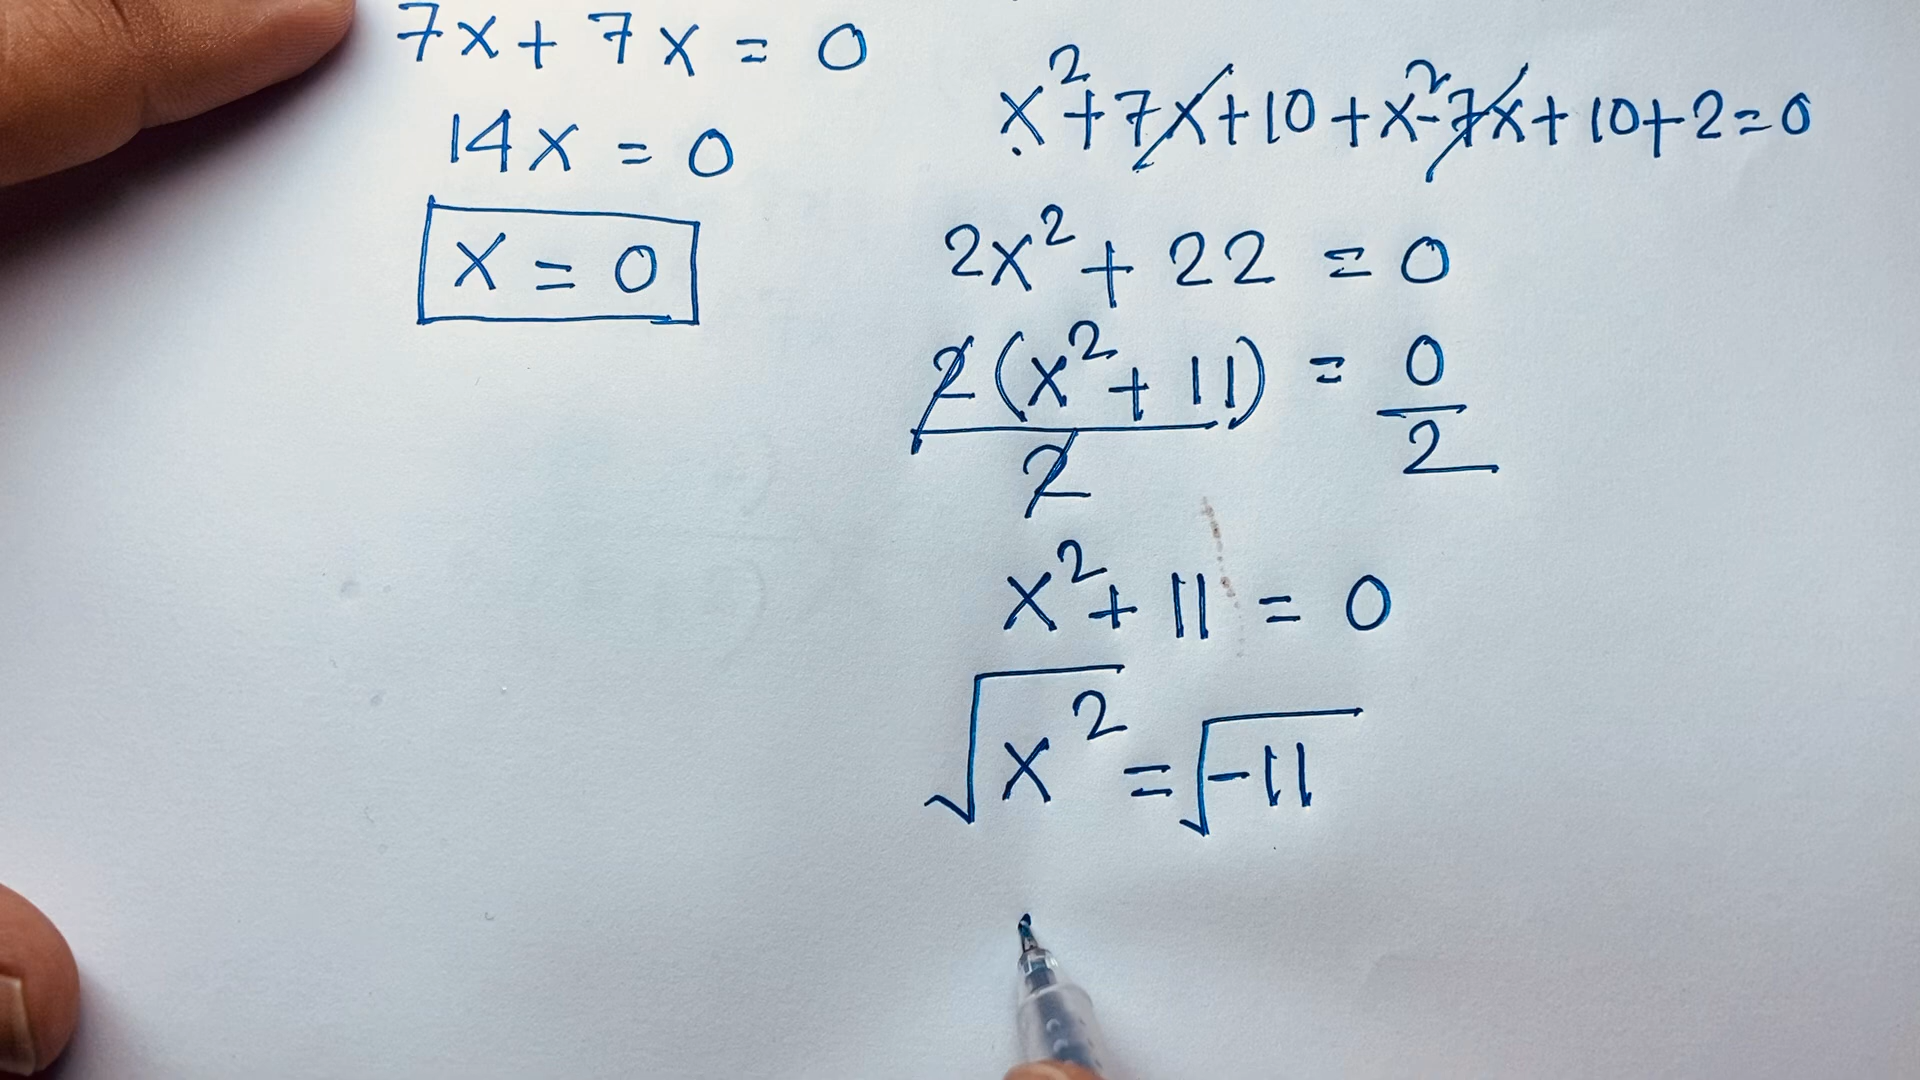 7x + 7x = 0
14x = 0
x = 0
x² + 7x + 10 + x² - 7x + 10 + 2 = 0
2x² + 22 = 0
2(x² + 11) / 2 = 0 / 2
x² + 11 = 0
√x² = √-11